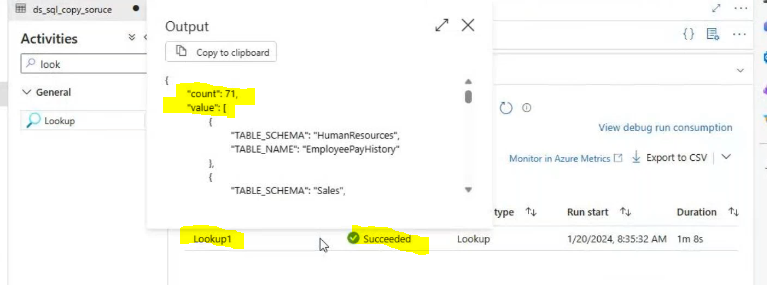 ds_sql_copy_soruce
Activities
look
General
Lookup
Output
Copy to clipboard
{
"count": 71,
"value": [
{
"TABLE_SCHEMA": "HumanResources",
"TABLE_NAME": "EmployeePayHistory"
},
{
"TABLE_SCHEMA": "Sales",
View debug run consumption
Monitor in Azure Metrics
Export to CSV
type
Run start
Duration
Lookup1
Succeeded
Lookup
1/20/2024, 8:35:32 AM
1m 8s